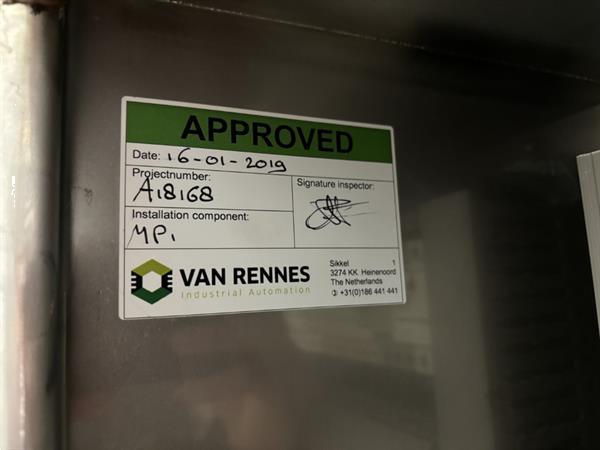 APPROVED
Date: 16-01-2019
Projectnumber:
A18168
Signature inspector:
Installation component:
MP1
VAN RENNES
Industrial Automation
Sikkel 1
3274 KK Heinenoord
The Netherlands
✆ +31(0)186 441 441